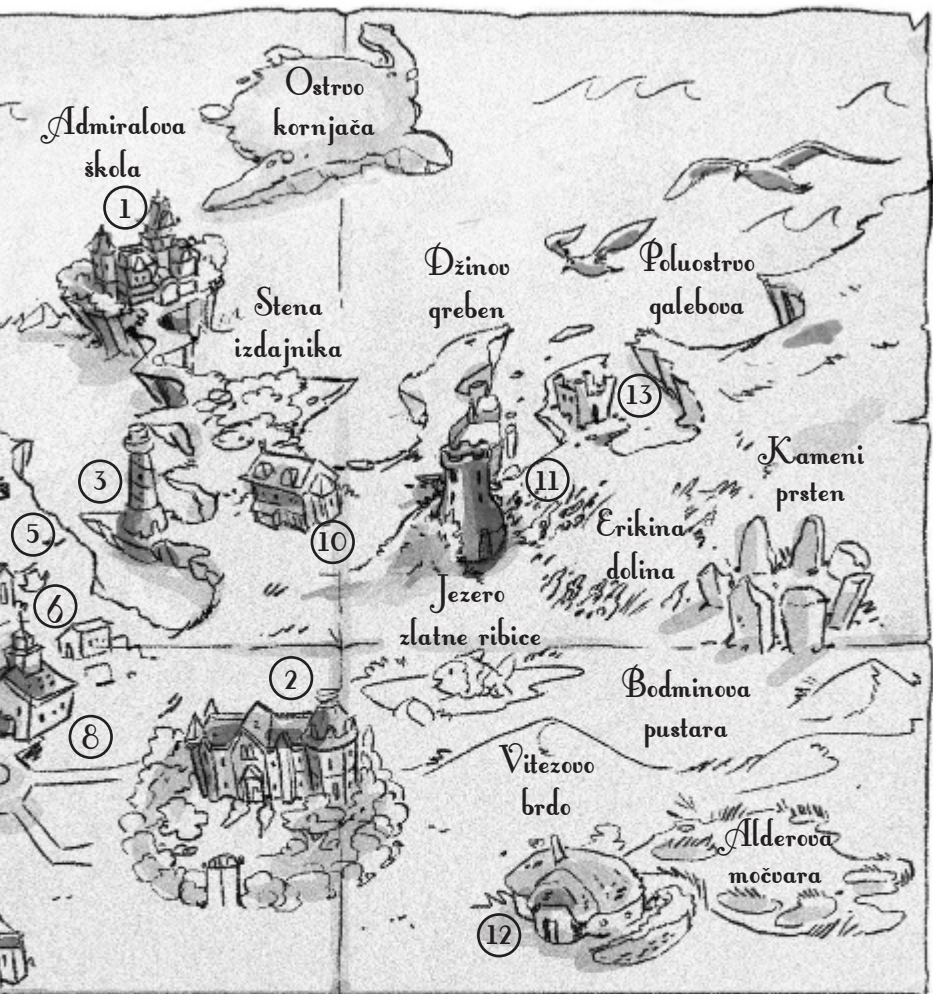 Ostrvo
kornjača
Admiralova
škola
1
Džinov
greben
Poluostrvo
galebova
Stena
izdajnika
13
3
11
Kameni
prsten
5
10
Erikina
dolina
6
Jezero
zlatne ribice
2
8
Bodminova
pustara
Vitezovo
brdo
Alderova
močvara
12